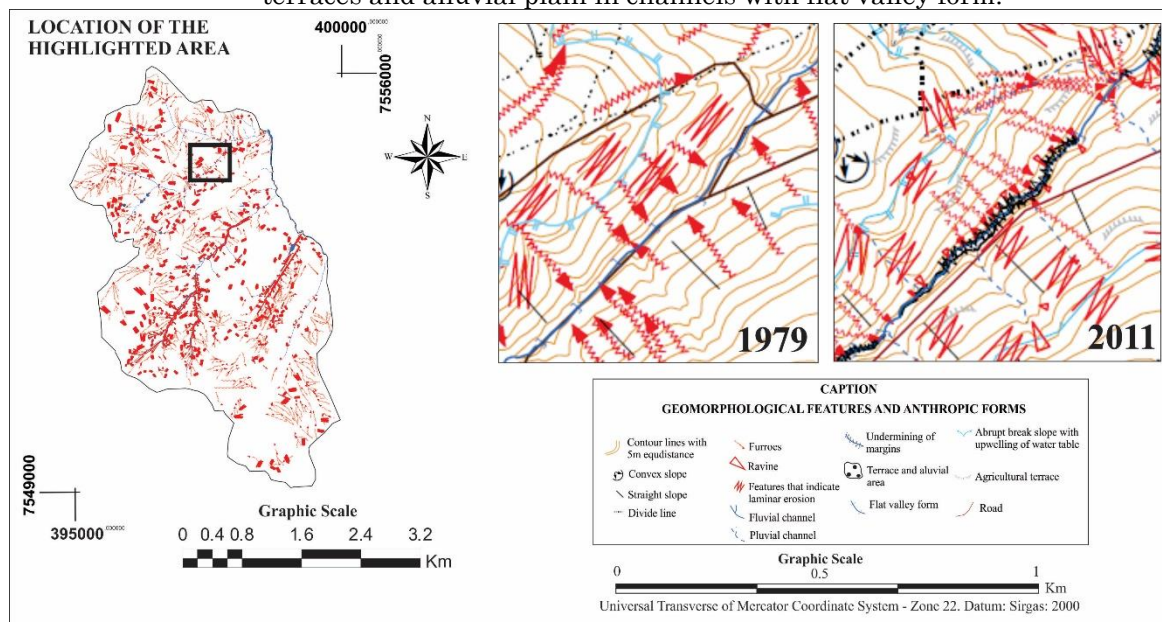 terraces and alluvial plain in channels with flat valley form.
LOCATION OF THE
HIGHLIGHTED AREA
400000
7556000
N
W
E
S
7549000
395000
Graphic Scale
0 0.4 0.8 1.6 2.4 3.2
Km
1979
2011
CAPTION
GEOMORPHOLOGICAL FEATURES AND ANTHROPIC FORMS
Contour lines with
5m equdistance
Convex slope
Straight slope
Divide line
Furroes
Ravine
Features that indicate
laminar erosion
Fluvial channel
Pluvial channel
Undermining of
margins
Terrace and aluvial
area
Flat valley form
Abrupt break slope with
upwelling of water table
Agricultural terrace
Road
Graphic Scale
0 0.5 1
Km
Universal Transverse of Mercator Coordinate System - Zone 22. Datum: Sirgas: 2000